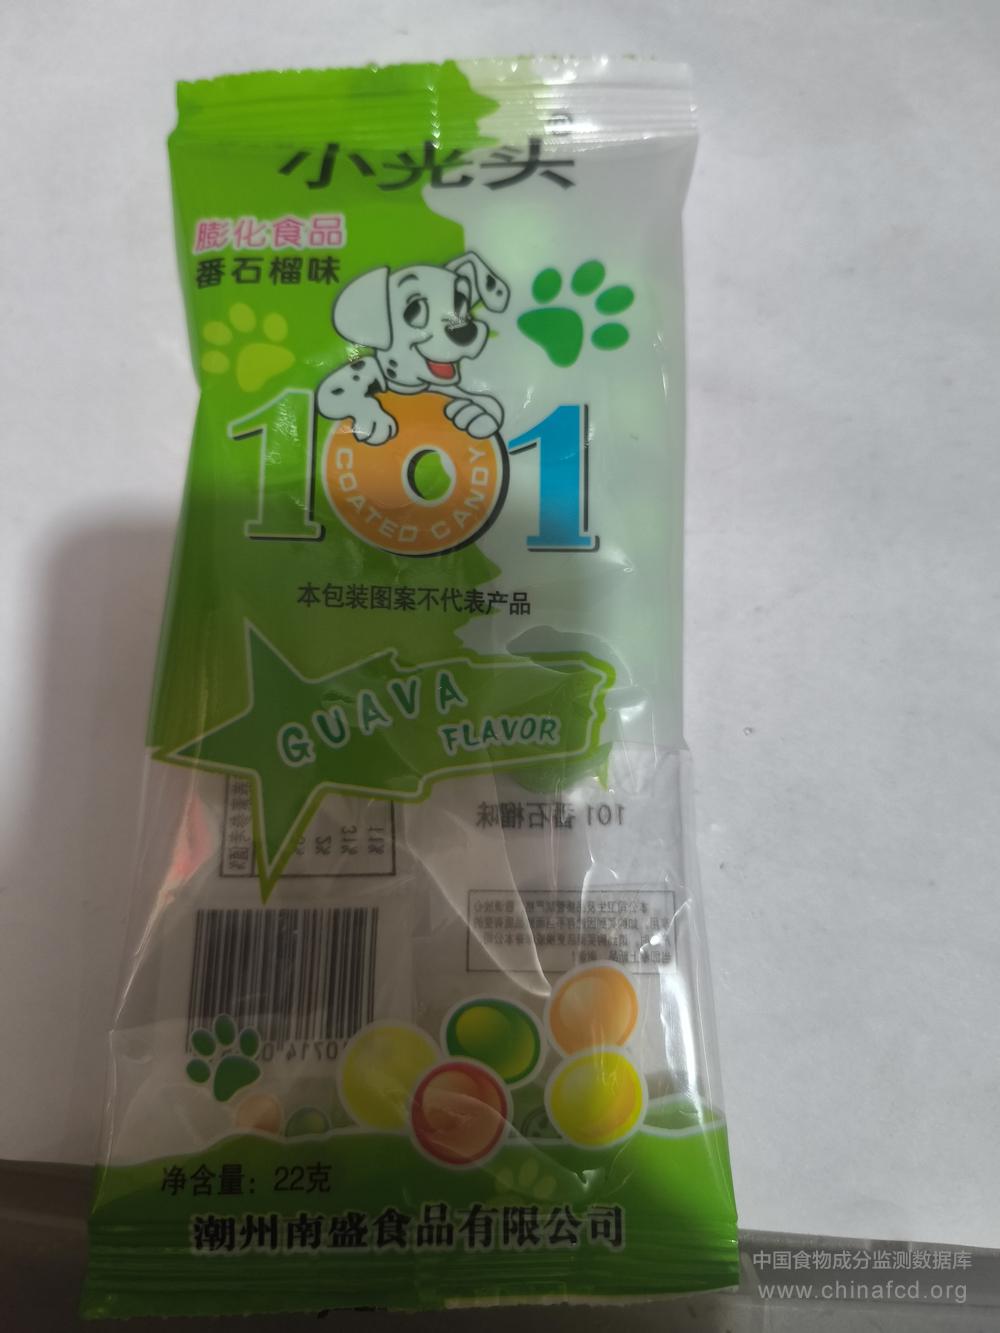 小光头®
膨化食品
番石榴味
101
COATED CANDY
本包装图案不代表产品
GUAVA
FLAVOR
101 番石榴味
11%
31%
2%
净含量：22克
潮州南盛食品有限公司
中国食物成分监测数据库
www.chinafcd.org